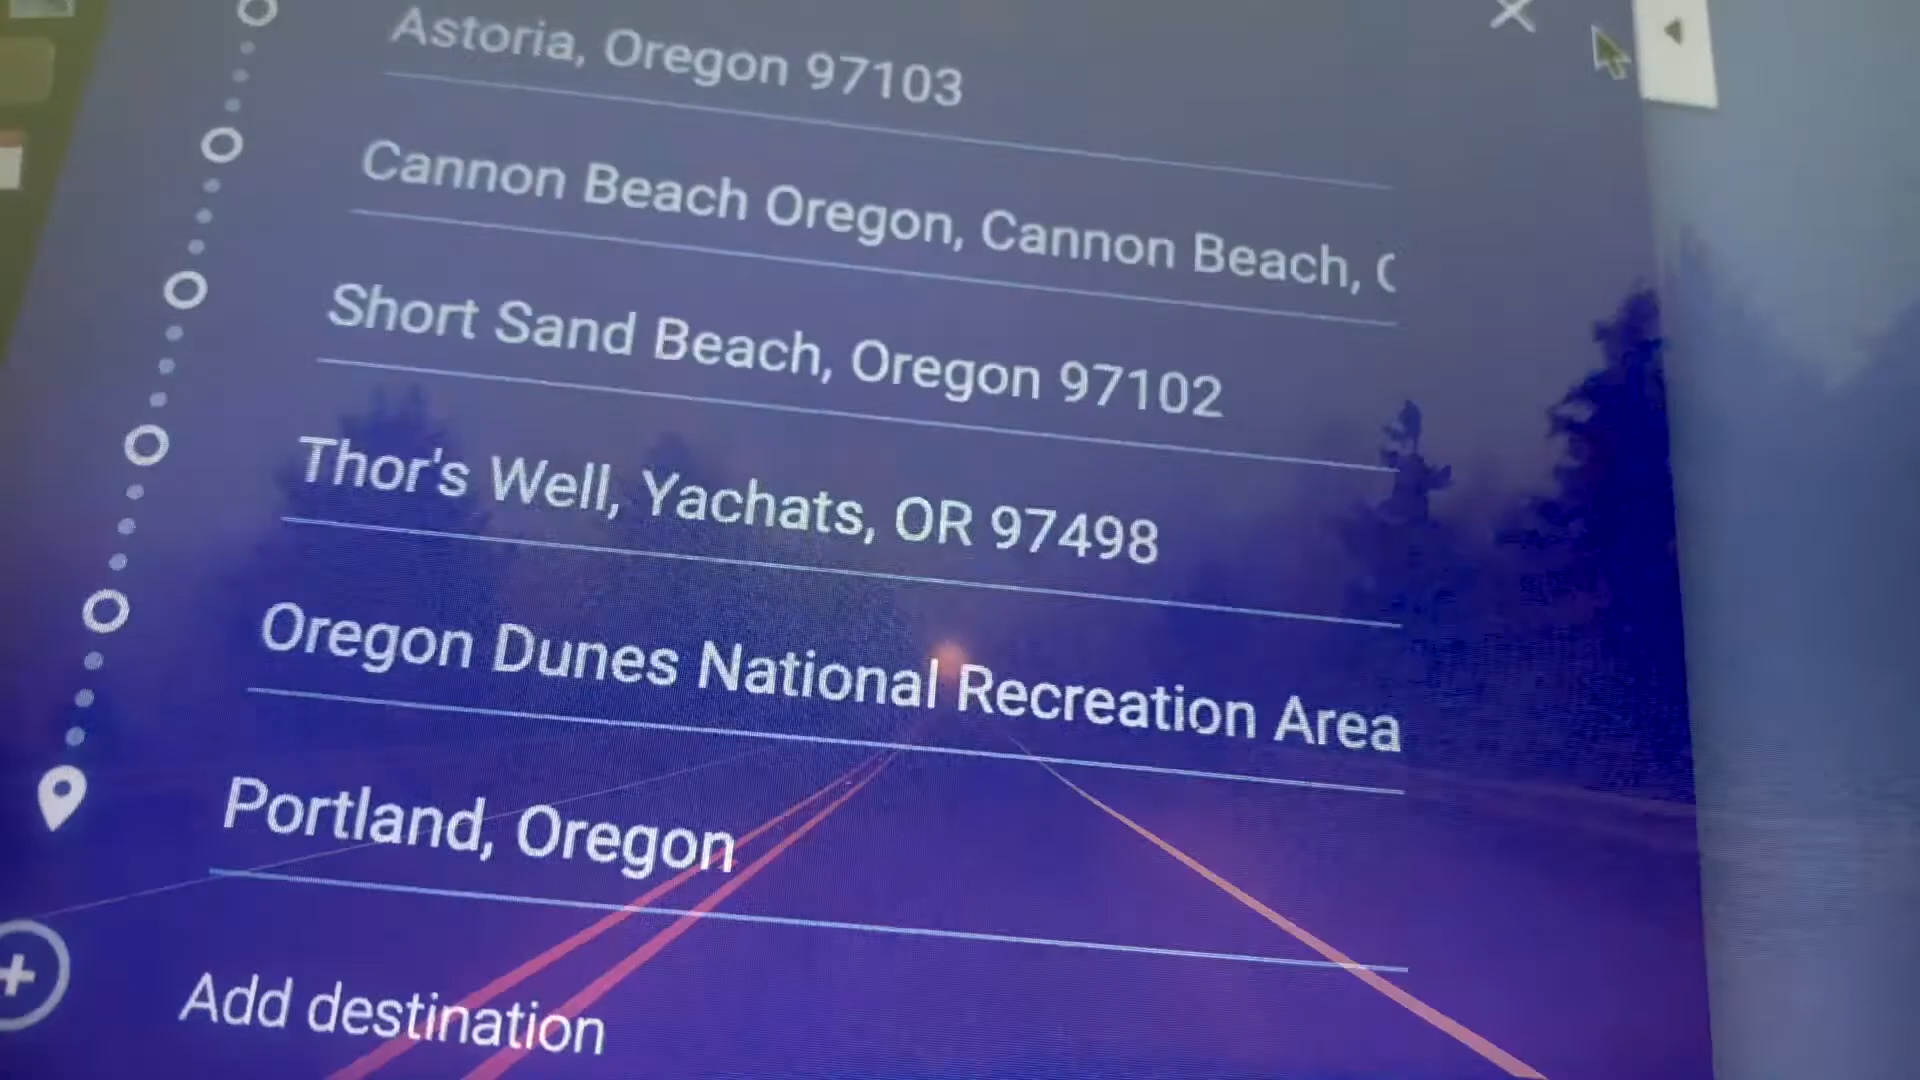 Astoria, Oregon 97103
Cannon Beach Oregon, Cannon Beach,
Short Sand Beach, Oregon 97102
Thor's Well, Yachats, OR 97498
Oregon Dunes National Recreation Area
Portland, Oregon
Add destination